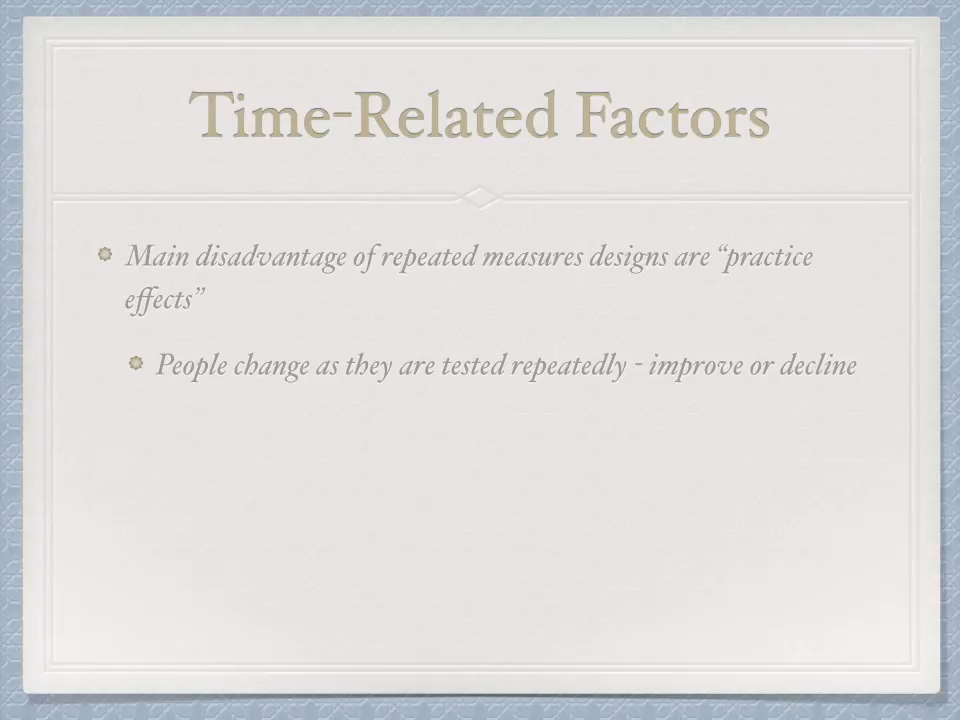 Time-Related Factors
Main disadvantage of repeated measures designs are “practice
effects”
People change as they are tested repeatedly - improve or decline